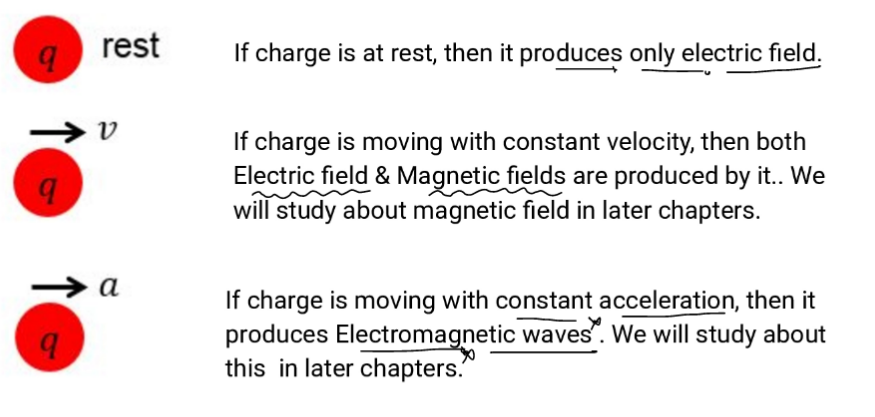 q rest If charge is at rest, then it produces only electric field.
v
If charge is moving with constant velocity, then both
q Electric field & Magnetic fields are produced by it.. We
will study about magnetic field in later chapters.
a
If charge is moving with constant acceleration, then it
q produces Electromagnetic waves . We will study about
this in later chapters.